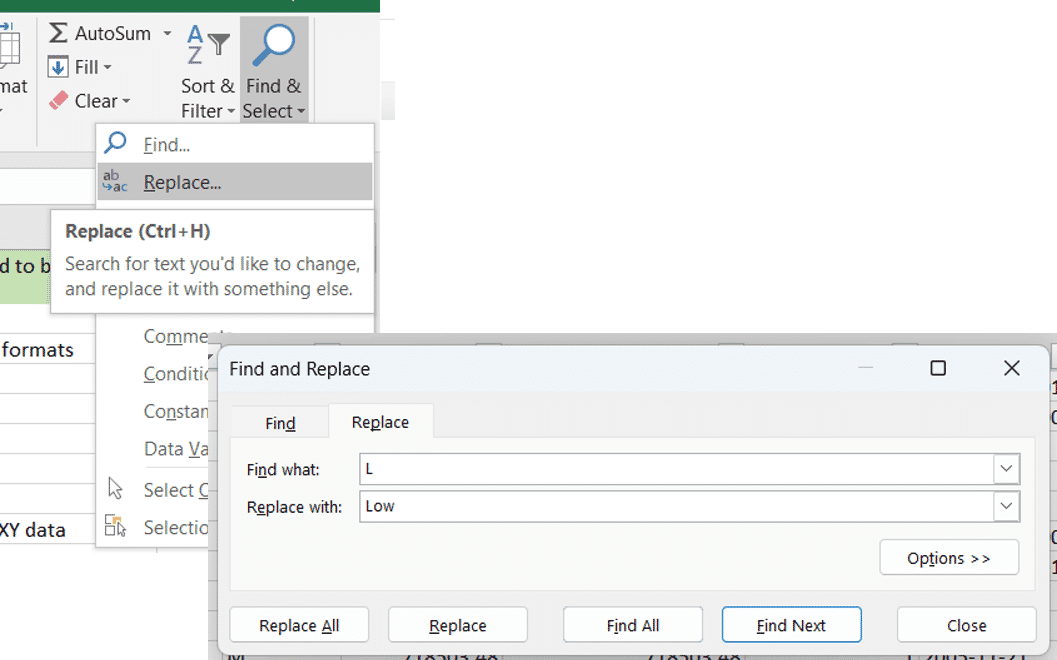 AutoSum
Fill
Clear
mat
Sort &
Filter
Find &
Select
Find...
Replace...
Replace (Ctrl+H)
Search for text you'd like to change,
and replace it with something else.
d to b
formats
XY data
Comme
Conditio
Constan
Data Va
Select C
Selectio
Find and Replace
Find
Replace
Find what:
L
Replace with:
Low
Options >>
Replace All
Replace
Find All
Find Next
Close